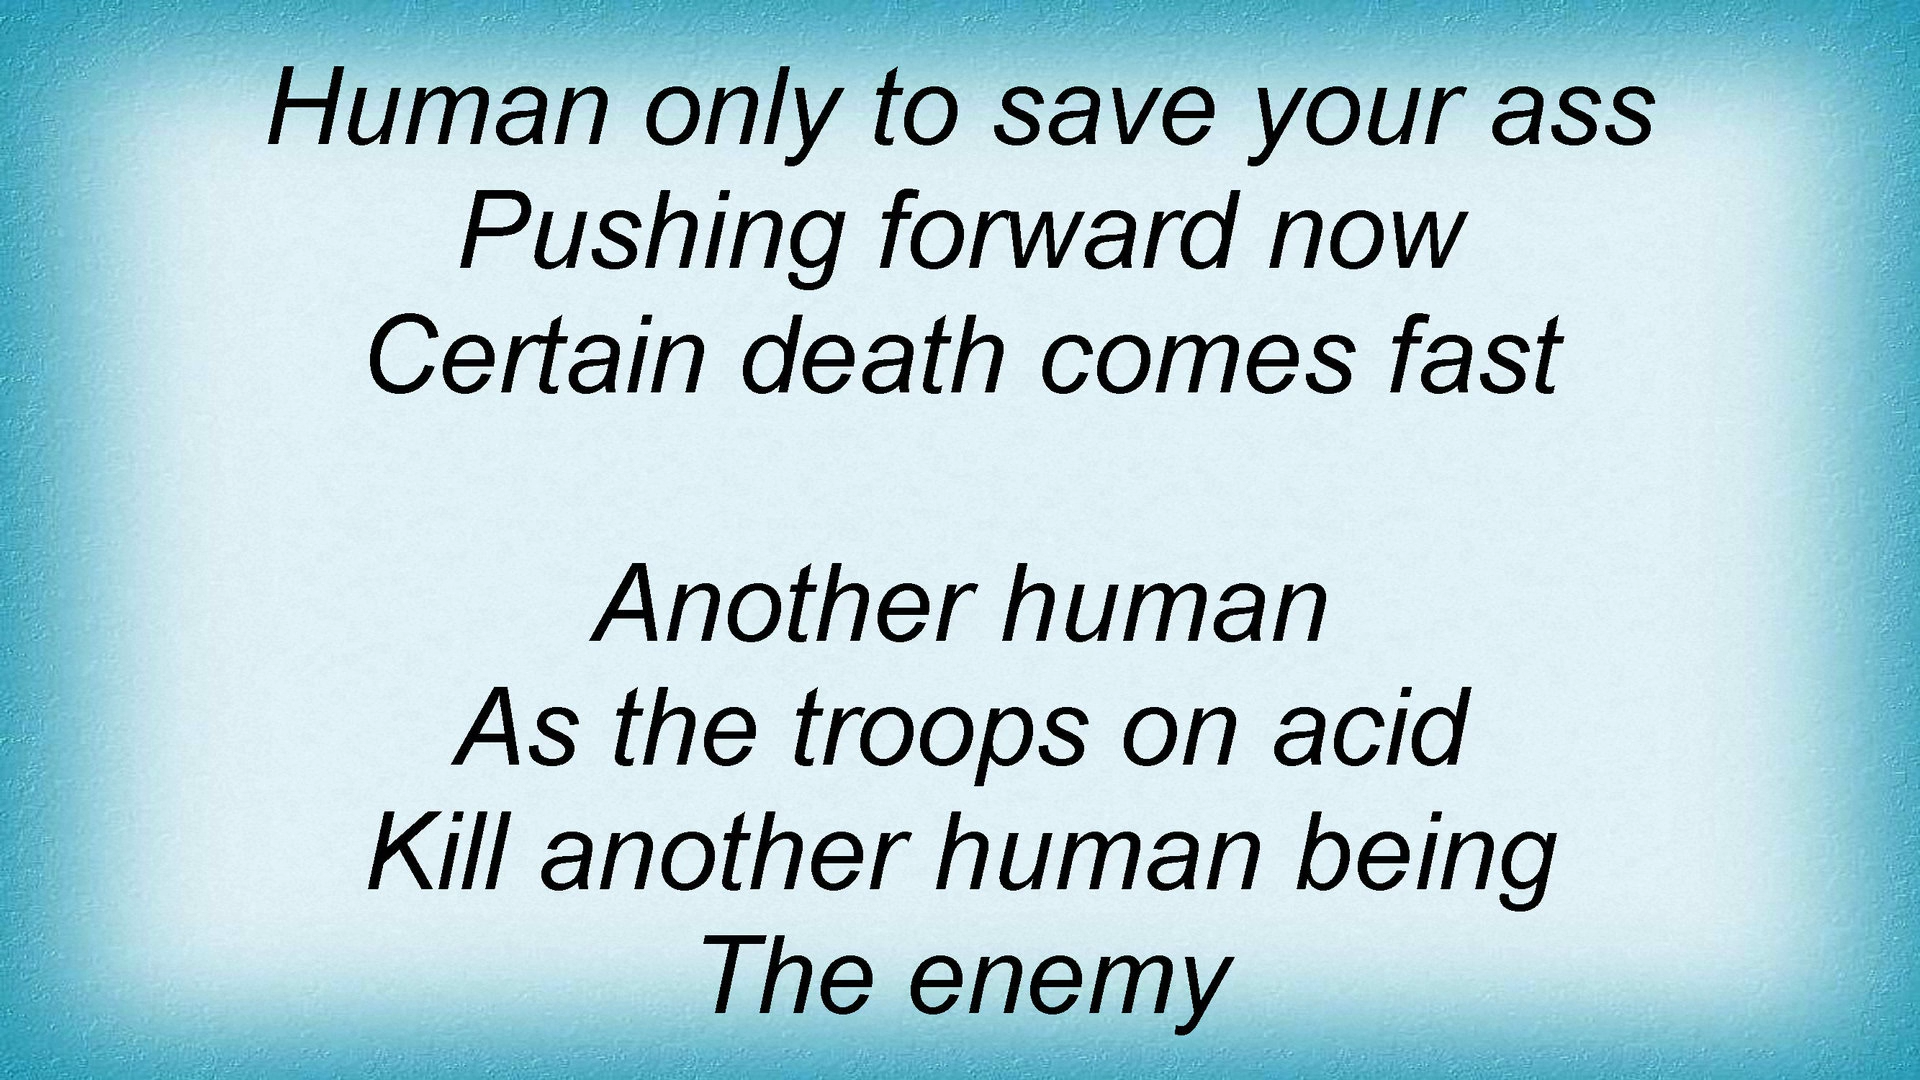 Human only to save your ass
Pushing forward now
Certain death comes fast
Another human
As the troops on acid
Kill another human being
The enemy